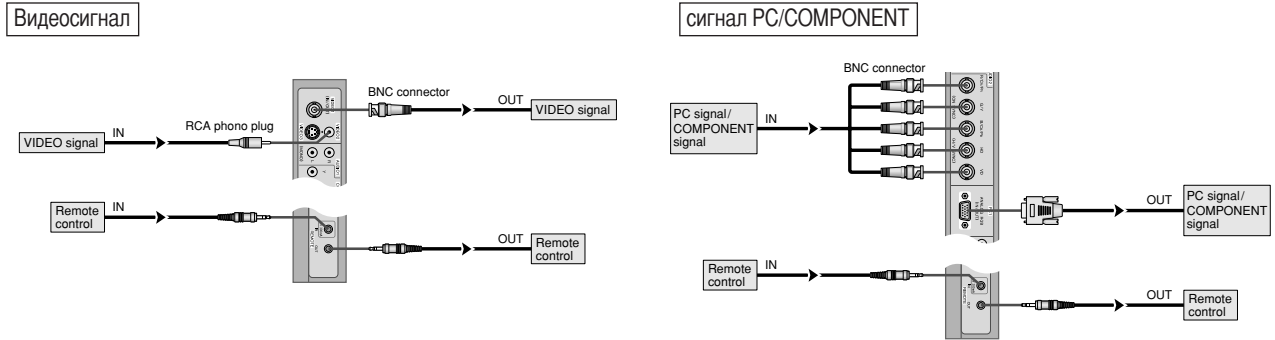 Видеосигнал
BNC connector
OUT
VIDEO signal
RCA phono plug
IN
VIDEO signal
IN
Remote
control
OUT
Remote
control
сигнал PC/COMPONENT
BNC connector
PC signal/
COMPONENT
signal
IN
OUT
PC signal/
COMPONENT
signal
Remote
control
IN
OUT
Remote
control